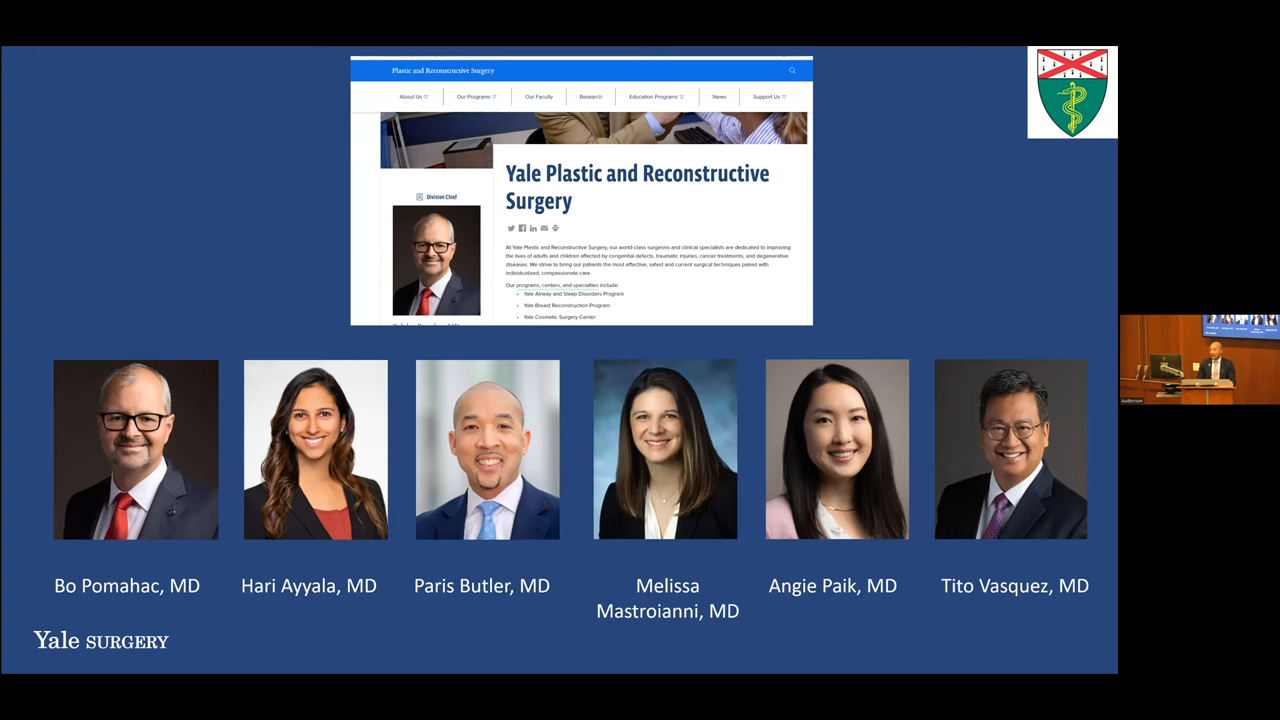 Plastic and Reconstructive Surgery
About Us
Our Programs
Our Faculty
Research
Education Programs
News
Support Us
Yale Plastic and Reconstructive
Surgery
Division Chief
At Yale Plastic and Reconstructive Surgery, our world-class surgeons and clinical specialists are dedicated to improving
the lives of adults and children affected by congenital defects, traumatic injuries, cancer treatments, and degenerative
diseases. We strive to bring our patients the most effective, safest and current surgical techniques paired with
individualized, compassionate care.
Our programs, centers, and specialties include:
Yale Airway and Sleep Disorders Program
Yale Breast Reconstruction Program
Yale Cosmetic Surgery Center
Bo Pomahac, MD
Hari Ayyala, MD
Paris Butler, MD
Melissa
Mastroianni, MD
Angie Paik, MD
Tito Vasquez, MD
Yale SURGERY
Auditorium